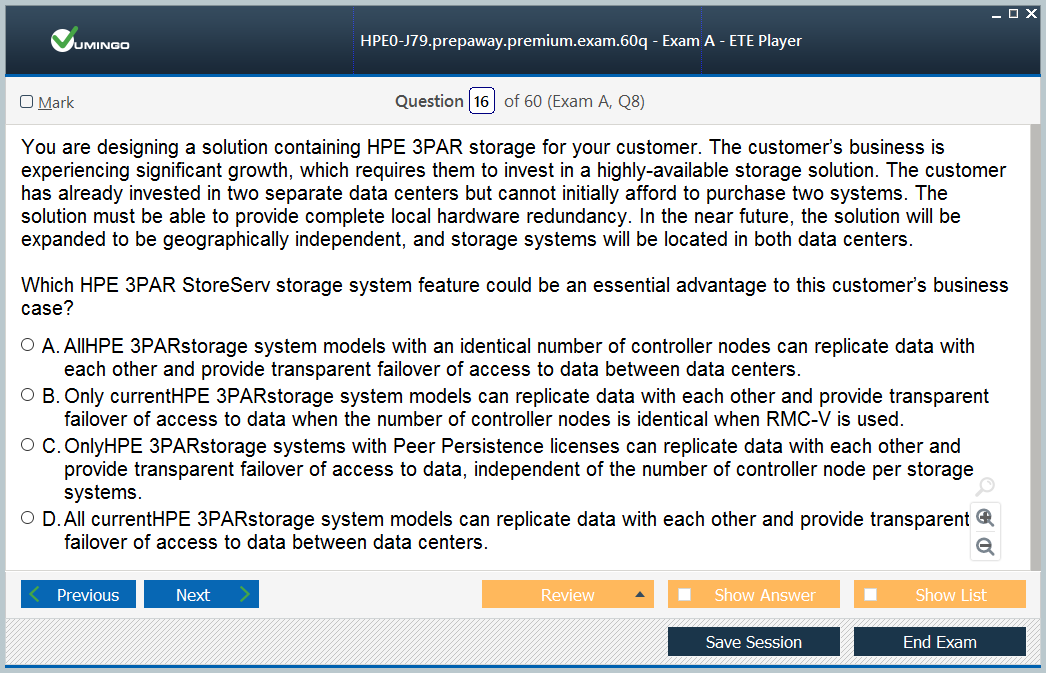 VUMINGO
HPE0-J79.prepaway.premium.exam.60q - Exam A - ETE Player
Mark
Question 16 of 60 (Exam A, Q8)
You are designing a solution containing HPE 3PAR storage for your customer. The customer's business is
experiencing significant growth, which requires them to invest in a highly-available storage solution. The customer
has already invested in two separate data centers but cannot initially afford to purchase two systems. The
solution must be able to provide complete local hardware redundancy. In the near future, the solution will be
expanded to be geographically independent, and storage systems will be located in both data centers.
Which HPE 3PAR StoreServ storage system feature could be an essential advantage to this customer's business
case?
A. AllHPE 3PARstorage system models with an identical number of controller nodes can replicate data with
each other and provide transparent failover of access to data between data centers.
B. Only currentHPE 3PARstorage system models can replicate data with each other and provide transparent
failover of access to data when the number of controller nodes is identical when RMC-V is used.
C. OnlyHPE 3PARstorage systems with Peer Persistence licenses can replicate data with each other and
provide transparent failover of access to data, independent of the number of controller node per storage
systems.
D. All currentHPE 3PARstorage system models can replicate data with each other and provide transparent
failover of access to data between data centers.
Previous
Next
Review
Show Answer
Show List
Save Session
End Exam